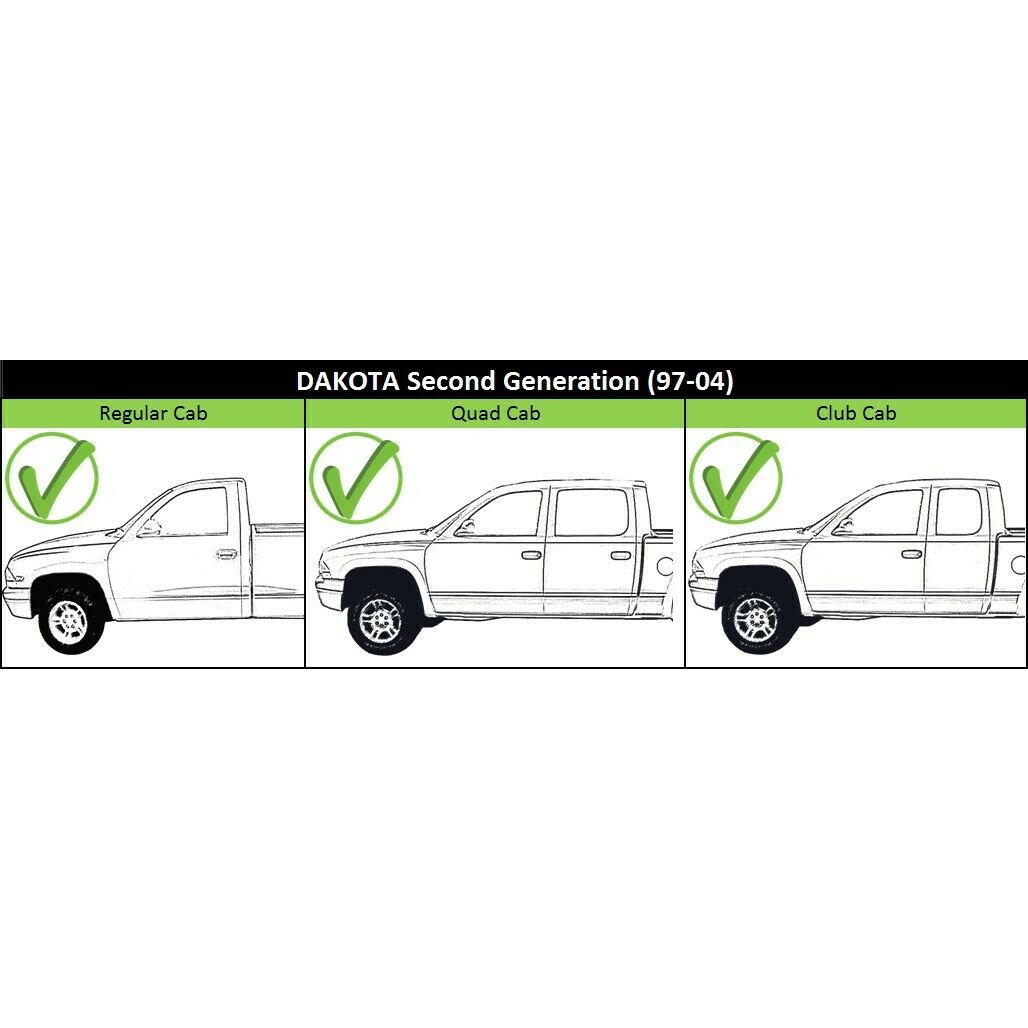 DAKOTA Second Generation (97-04)
Regular Cab
Quad Cab
Club Cab